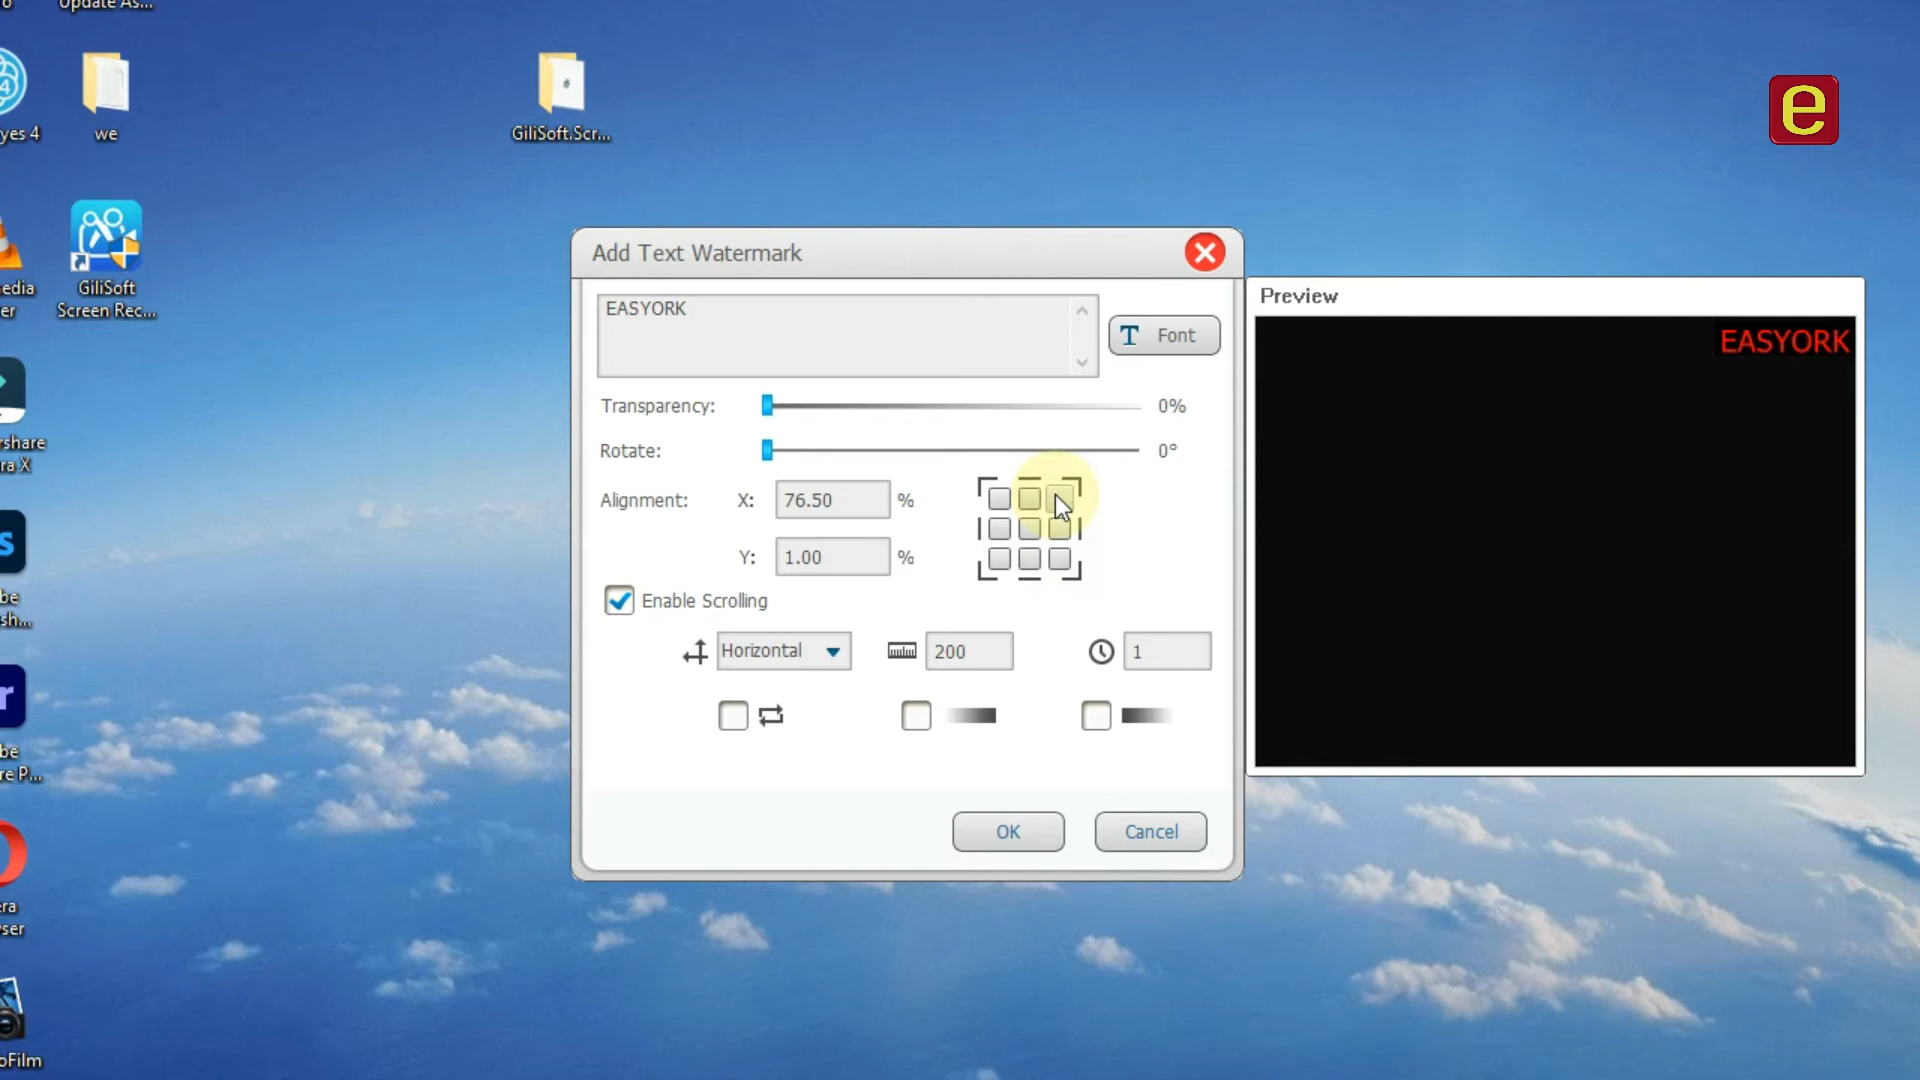 Update As...
yes 4
we
GiliSoft.Scr...
e
edia
er
GiliSoft
Screen Rec...
rshare
ra X
be
sh...
be
re P...
era
ser
oFilm
Add Text Watermark
EASYORK
Font
Transparency:
0%
Rotate:
0°
Alignment:
X:
76.50
%
Y:
1.00
%
Enable Scrolling
Horizontal
200
1
OK
Cancel
Preview
EASYORK